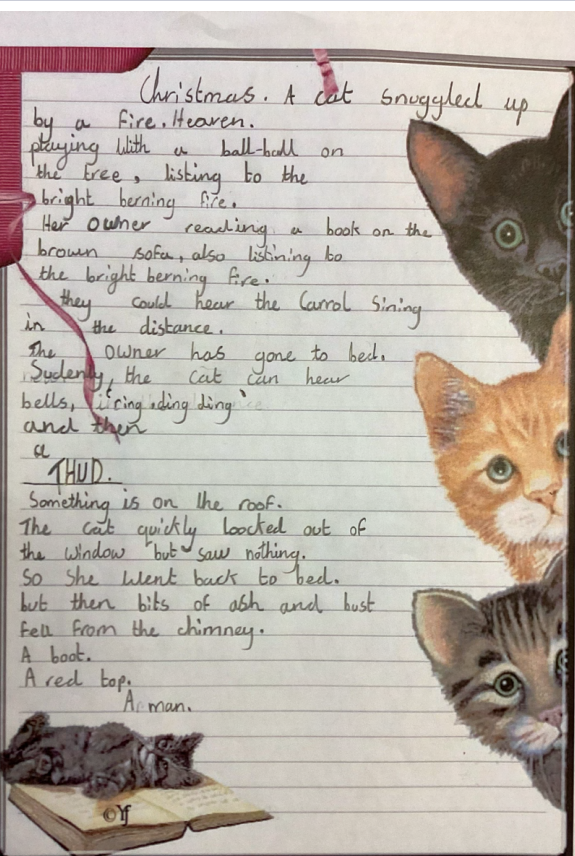 Christmas. A cat snuggled up
by a fire. Heaven.
playing with a ball-ball on
the tree, listing to the
bright berning fire.
Her owner reading a book on the
brown sofa, also listining to
the bright berning fire.
they could hear the Carrol Sining
in the distance.
The owner has gone to bed.
Sudenly, the cat can hear
bells, "ring ding ding"
and then
a
THUD.
Something is on the roof.
The cat quickly loocked out of
the window but saw nothing.
So She went back to bed.
but then bits of ash and bust
fell from the chimney.
A boot.
A red top.
A man.
©Yf